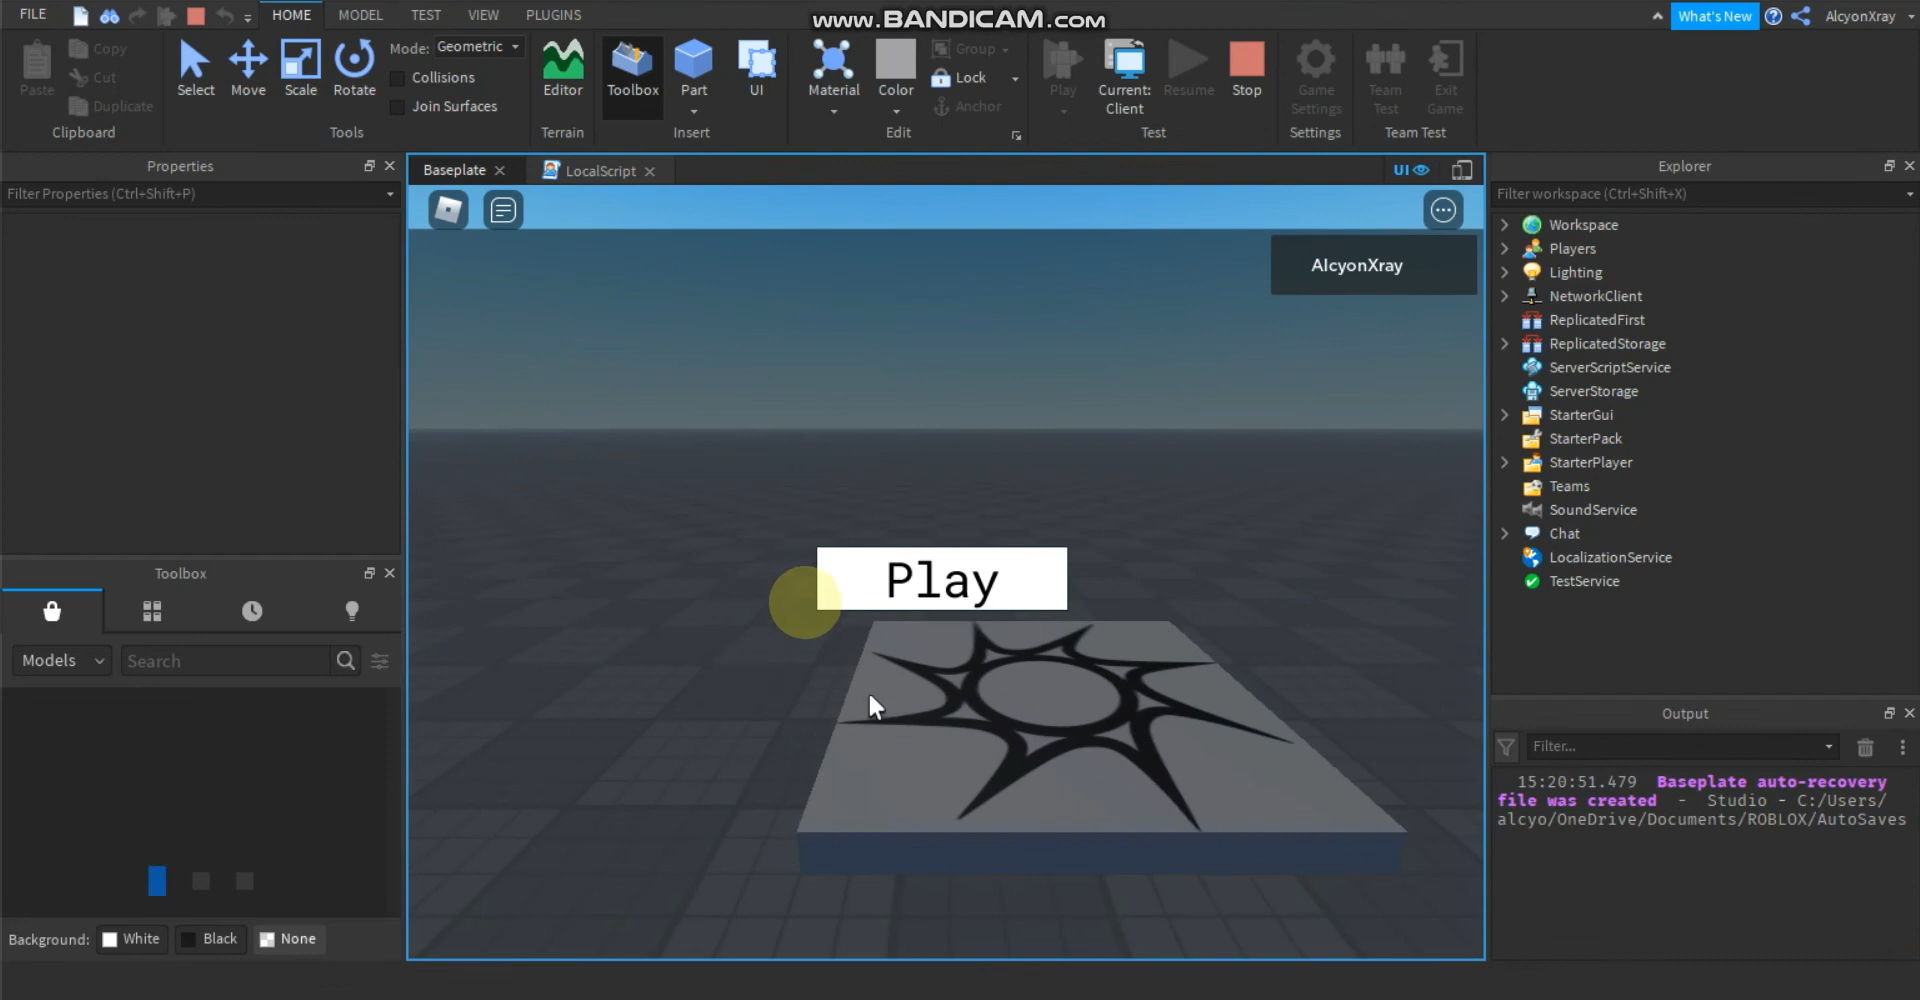 FILE
HOME
MODEL
TEST
VIEW
PLUGINS
www.BANDICAM.com
What's New
AlcyonXray
Paste
Copy
Cut
Duplicate
Clipboard
Select
Move
Scale
Rotate
Mode: Geometric
Collisions
Join Surfaces
Tools
Editor
Terrain
Toolbox
Part
UI
Insert
Material
Color
Group
Lock
Anchor
Edit
Play
Current:
Client
Resume
Stop
Test
Game
Settings
Settings
Team
Test
Exit
Game
Team Test
Properties
Filter Properties (Ctrl+Shift+P)
Toolbox
Models
Search
Background:
White
Black
None
Baseplate
LocalScript
UI
AlcyonXray
Play
Explorer
Filter workspace (Ctrl+Shift+X)
Workspace
Players
Lighting
NetworkClient
ReplicatedFirst
ReplicatedStorage
ServerScriptService
ServerStorage
StarterGui
StarterPack
StarterPlayer
Teams
SoundService
Chat
LocalizationService
TestService
Output
Filter...
15:20:51.479 Baseplate auto-recovery
file was created - Studio - C:/Users/
alcyo/OneDrive/Documents/ROBLOX/AutoSaves